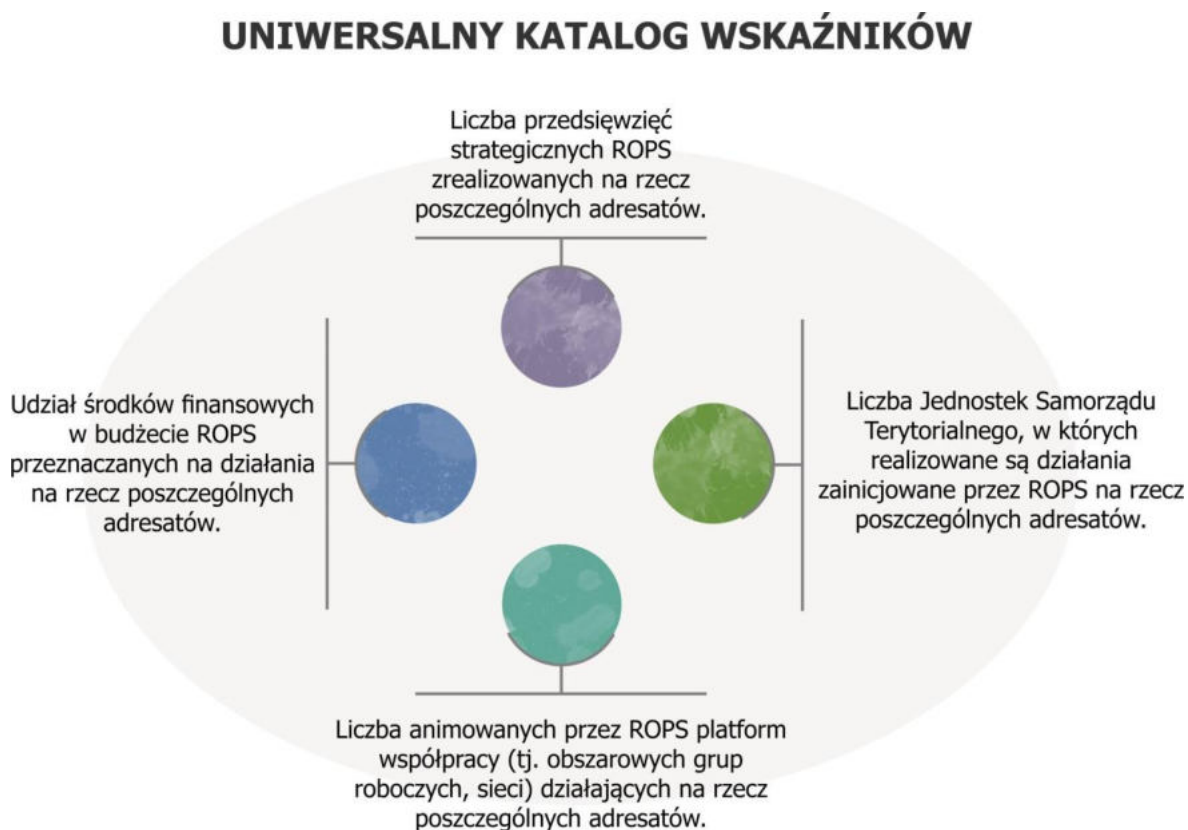 UNIWERSALNY KATALOG WSKAŹNIKÓW
Liczba przedsięwzięć
strategicznych ROPS
zrealizowanych na rzecz
poszczególnych adresatów.
Udział środków finansowych
w budżecie ROPS
przeznaczanych na działania
na rzecz poszczególnych
adresatów.
Liczba Jednostek Samorządu
Terytorialnego, w których
realizowane są działania
zainicjowane przez ROPS na rzecz
poszczególnych adresatów.
Liczba animowanych przez ROPS platform
współpracy (tj. obszarowych grup
roboczych, sieci) działających na rzecz
poszczególnych adresatów.